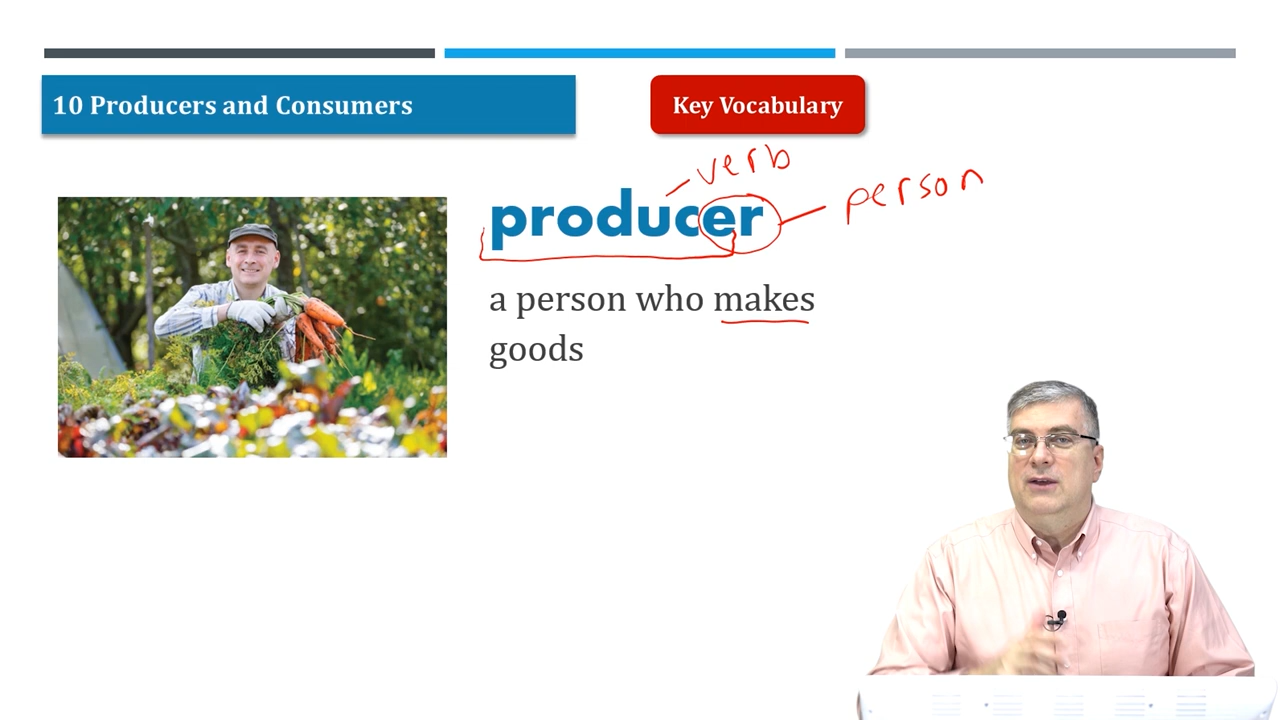 10 Producers and Consumers
Key Vocabulary
verb
producer
person
a person who makes
goods